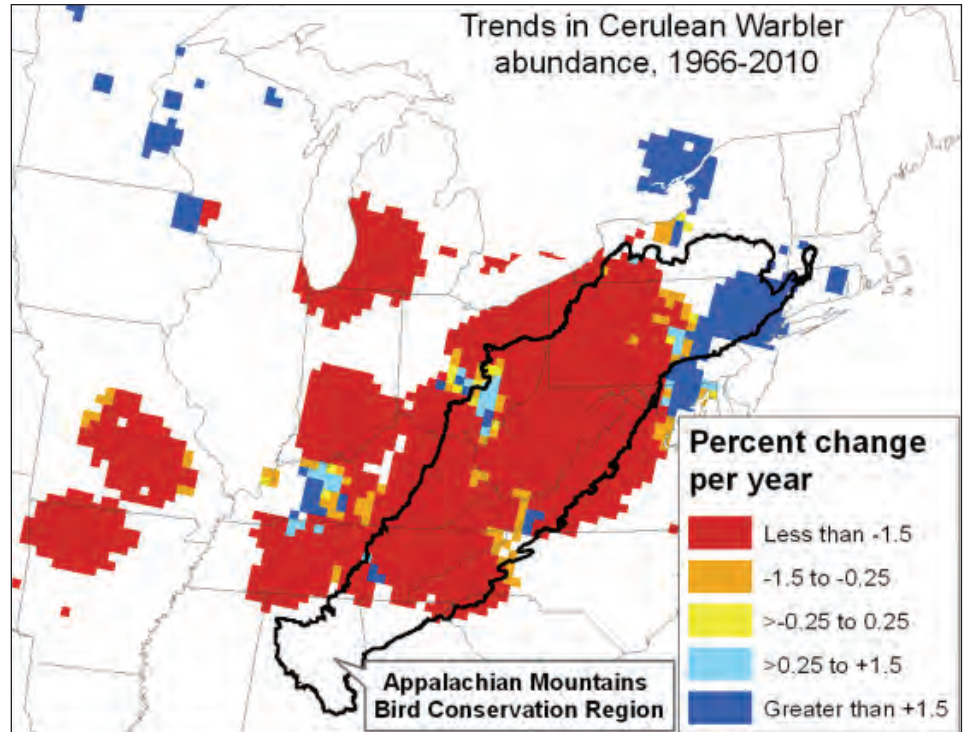 Trends in Cerulean Warbler
abundance, 1966-2010
Percent change
per year
Less than -1.5
-1.5 to -0.25
>-0.25 to 0.25
>0.25 to +1.5
Greater than +1.5
Appalachian Mountains
Bird Conservation Region